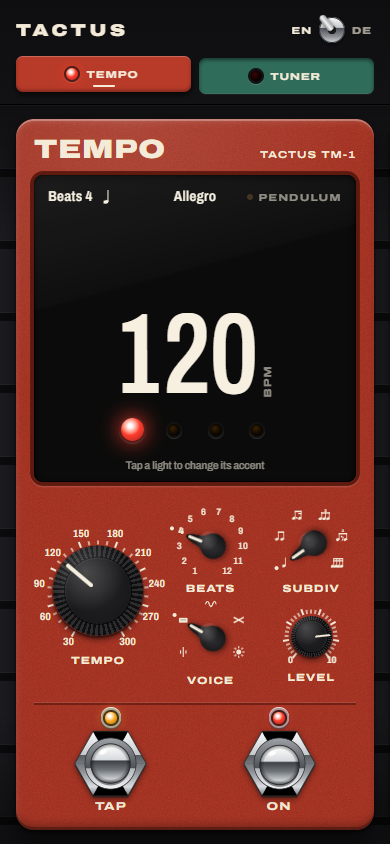 TACTUS
EN DE
TEMPO TUNER
TEMPO
TACTUS TM-1
Beats 4 ♩ Allegro PENDULUM
120
BPM
Tap a light to change its accent
30 60 90 120 150 180 210 240 270 300
TEMPO
1 2 3 4 5 6 7 8 9 10 11 12
BEATS
SUBDIV
VOICE
0 10
LEVEL
TAP
ON